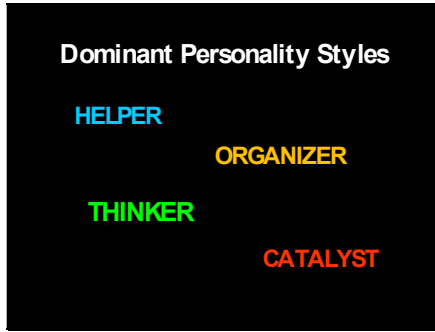 Dominant Personality Styles
HELPER
ORGANIZER
THINKER
CATALYST